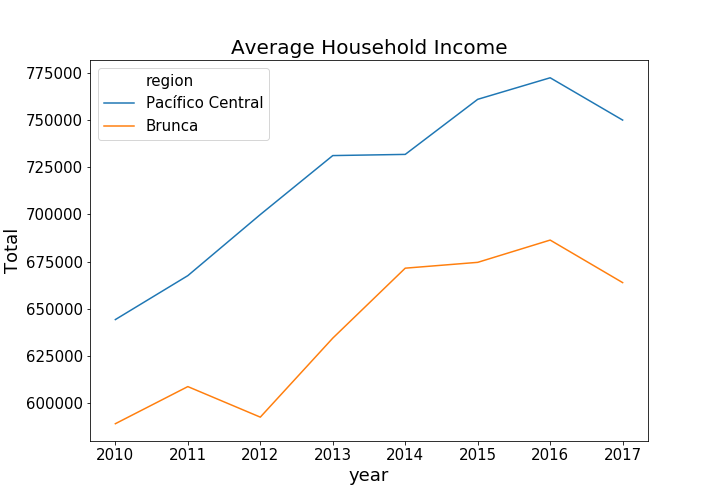 Average Household Income
region
Pacífico Central
Brunca
Total
775000
750000
725000
700000
675000
650000
625000
600000
2010 2011 2012 2013 2014 2015 2016 2017
year